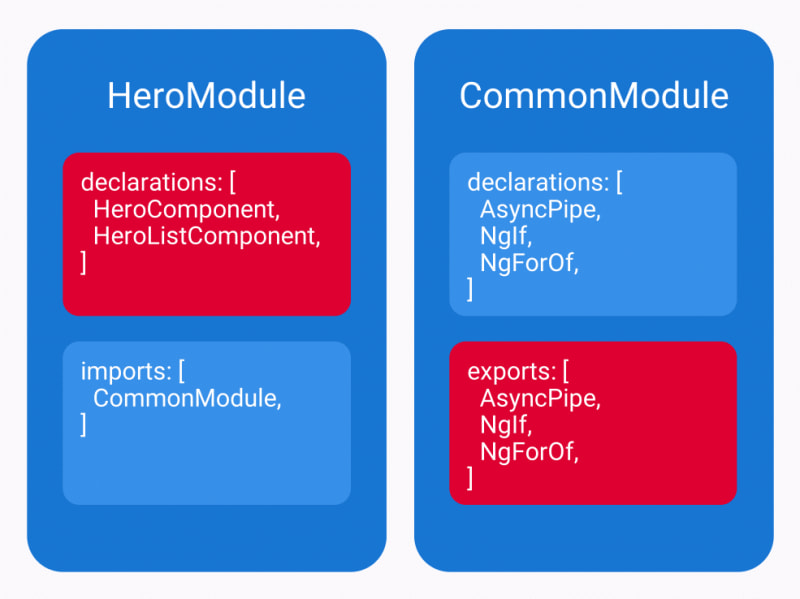 HeroModule
declarations: [
HeroComponent,
HeroListComponent,
]
imports: [
CommonModule,
]
CommonModule
declarations: [
AsyncPipe,
NgIf,
NgForOf,
]
exports: [
AsyncPipe,
NgIf,
NgForOf,
]